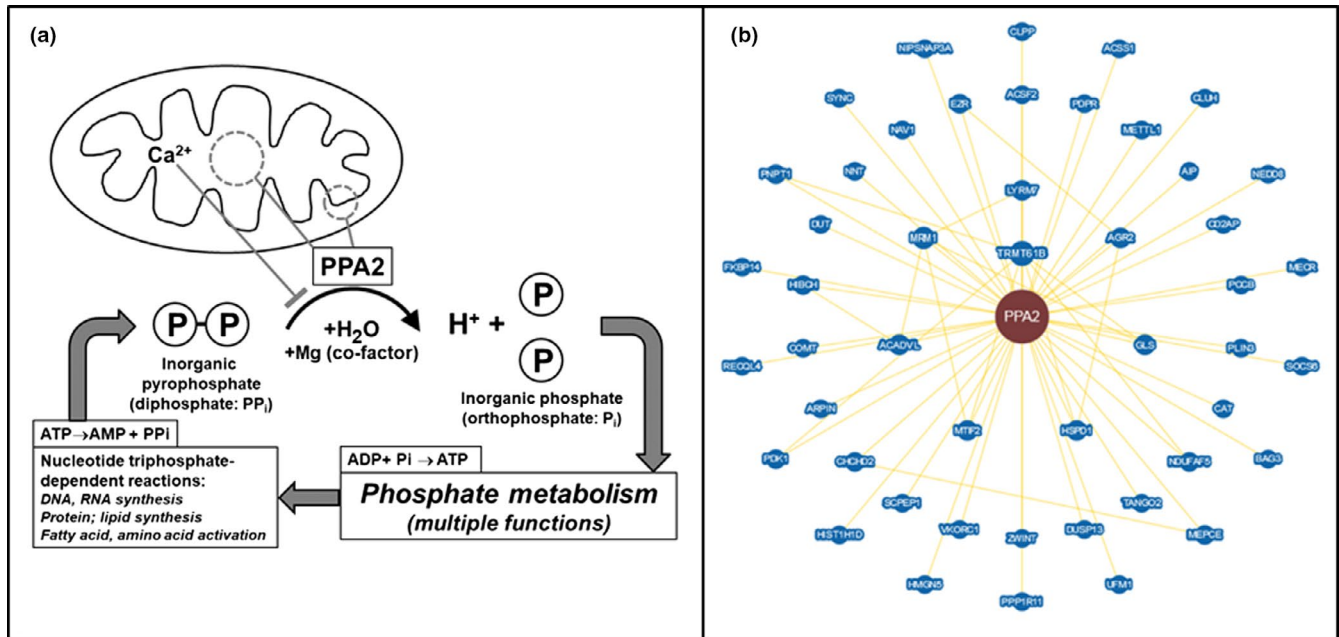 (a)
Ca²⁺
PPA2
P-P
+H₂O
+Mg (co-factor)
H⁺ +
P
P
Inorganic
pyrophosphate
(diphosphate: PPᵢ)
Inorganic phosphate
(orthophosphate: Pᵢ)
ATP→AMP + PPi
Nucleotide triphosphate-
dependent reactions:
DNA, RNA synthesis
Protein; lipid synthesis
Fatty acid, amino acid activation
ADP+ Pi →ATP
Phosphate metabolism
(multiple functions)
(b)
CLPP
NIPSNAP3A
ACSS1
SYNC
EZR
ACSF2
PDPR
CLUH
NAV1
METTL1
PNPT1
NNT
AIP
NEDD8
LYRM7
DUT
MRM1
AGR2
CD2AP
TRMT61B
FKBP14
MECR
HIBCH
PCCB
PPA2
COMT
ACADVL
GLS
PLIN3
RECQL4
SOCS6
ARPIN
CAT
MTIF2
HSPD1
PDK1
CHCHD2
NDUFAF5
BAG3
SCPEP1
TANGO2
HIST1H1D
VKORC1
ZWINT
DUSP13
MEPCE
HMGN5
PPP1R11
UFM1